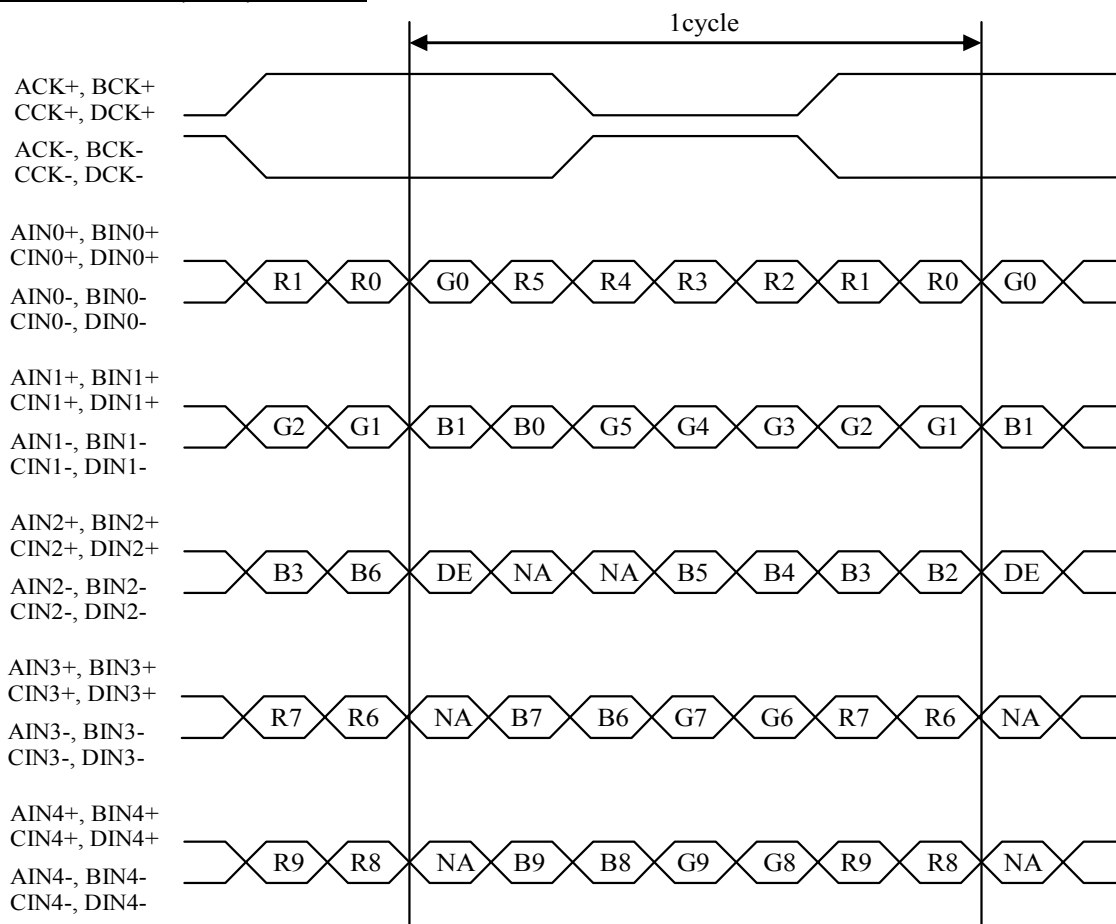 1cycle
ACK+, BCK+
CCK+, DCK+
ACK-, BCK-
CCK-, DCK-
AIN0+, BIN0+
CIN0+, DIN0+
R1 R0 G0 R5 R4 R3 R2 R1 R0 G0
AIN0-, BIN0-
CIN0-, DIN0-
AIN1+, BIN1+
CIN1+, DIN1+
G2 G1 B1 B0 G5 G4 G3 G2 G1 B1
AIN1-, BIN1-
CIN1-, DIN1-
AIN2+, BIN2+
CIN2+, DIN2+
B3 B6 DE NA NA B5 B4 B3 B2 DE
AIN2-, BIN2-
CIN2-, DIN2-
AIN3+, BIN3+
CIN3+, DIN3+
R7 R6 NA B7 B6 G7 G6 R7 R6 NA
AIN3-, BIN3-
CIN3-, DIN3-
AIN4+, BIN4+
CIN4+, DIN4+
R9 R8 NA B9 B8 G9 G8 R9 R8 NA
AIN4-, BIN4-
CIN4-, DIN4-